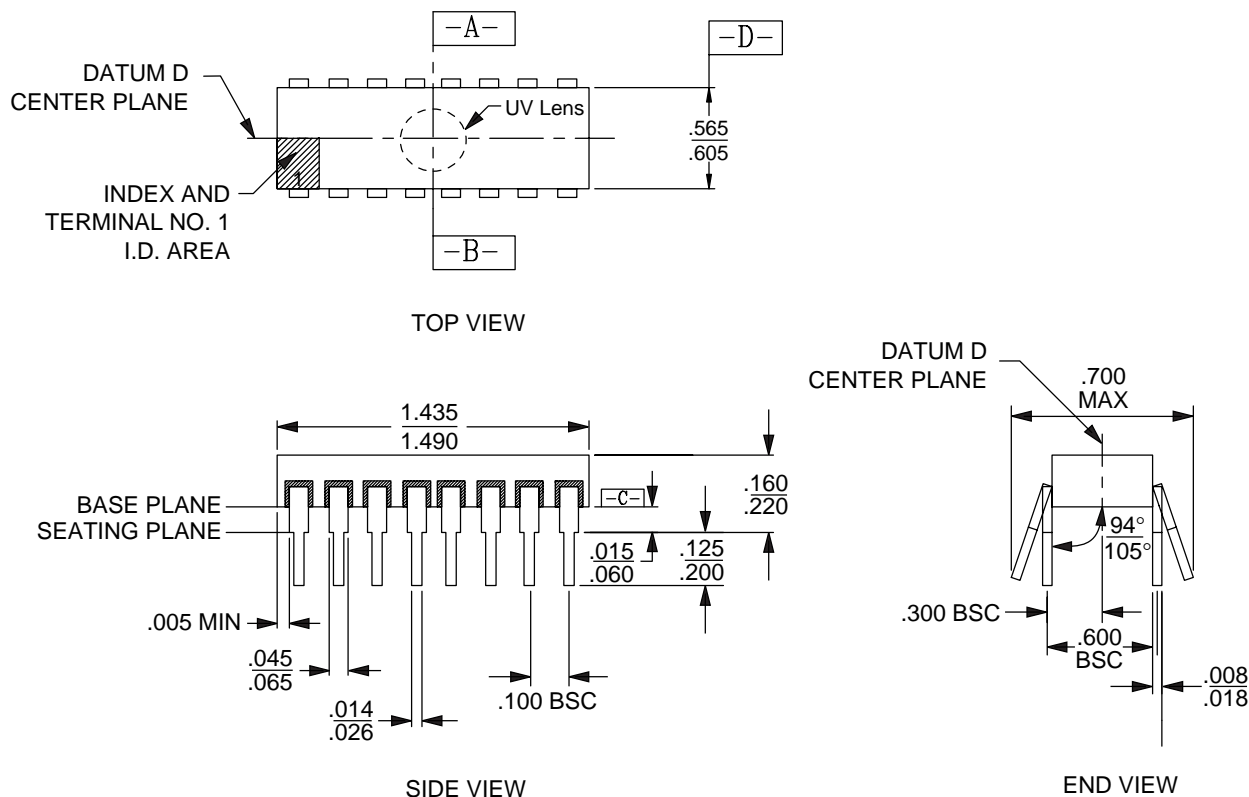 -A-
-D-
DATUM D
CENTER PLANE
UV Lens
.565
.605
1
INDEX AND
TERMINAL NO. 1
I.D. AREA
-B-
TOP VIEW
DATUM D
CENTER PLANE
.700
MAX
1.435
1.490
BASE PLANE
SEATING PLANE
-C-
.160
.220
.015
.060
.125
.200
94°
105°
.005 MIN
.300 BSC
.600
BSC
.045
.065
.100 BSC
.014
.026
.008
.018
SIDE VIEW
END VIEW